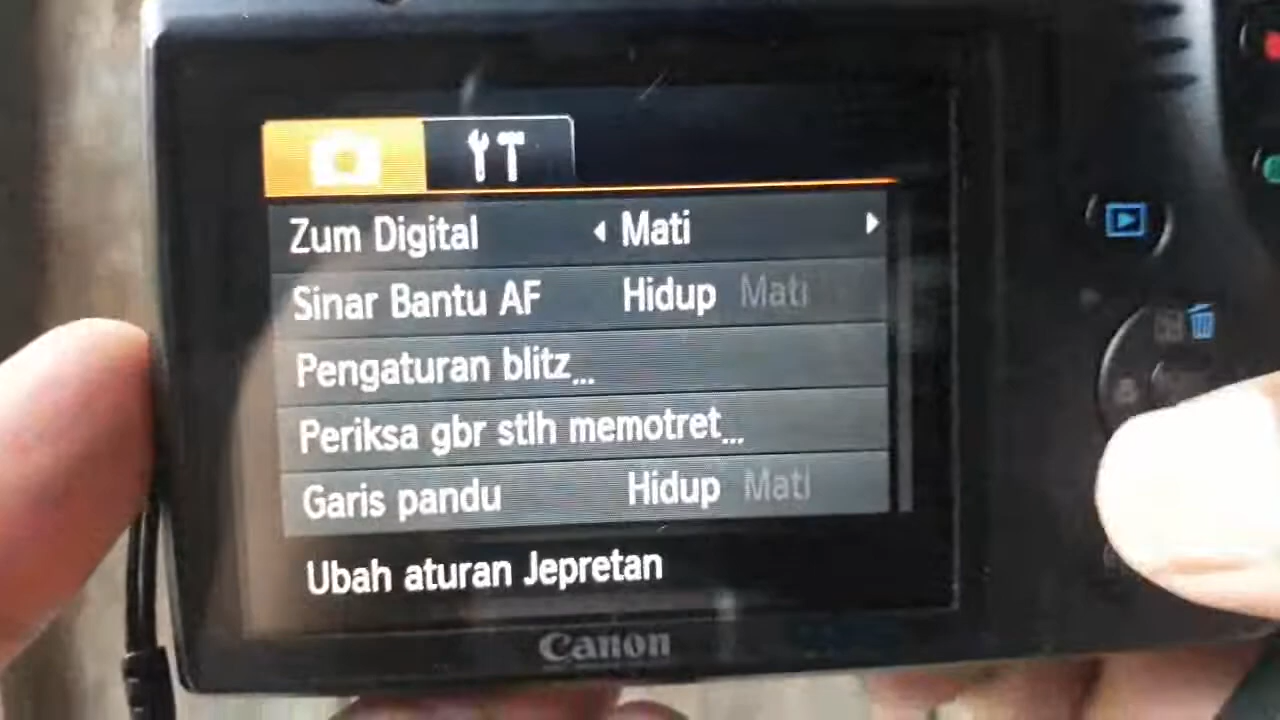 Zum Digital Mati
Sinar Bantu AF Hidup Mati
Pengaturan blitz...
Periksa gbr stlh memotret...
Garis pandu Hidup Mati
Ubah aturan Jepretan
Canon